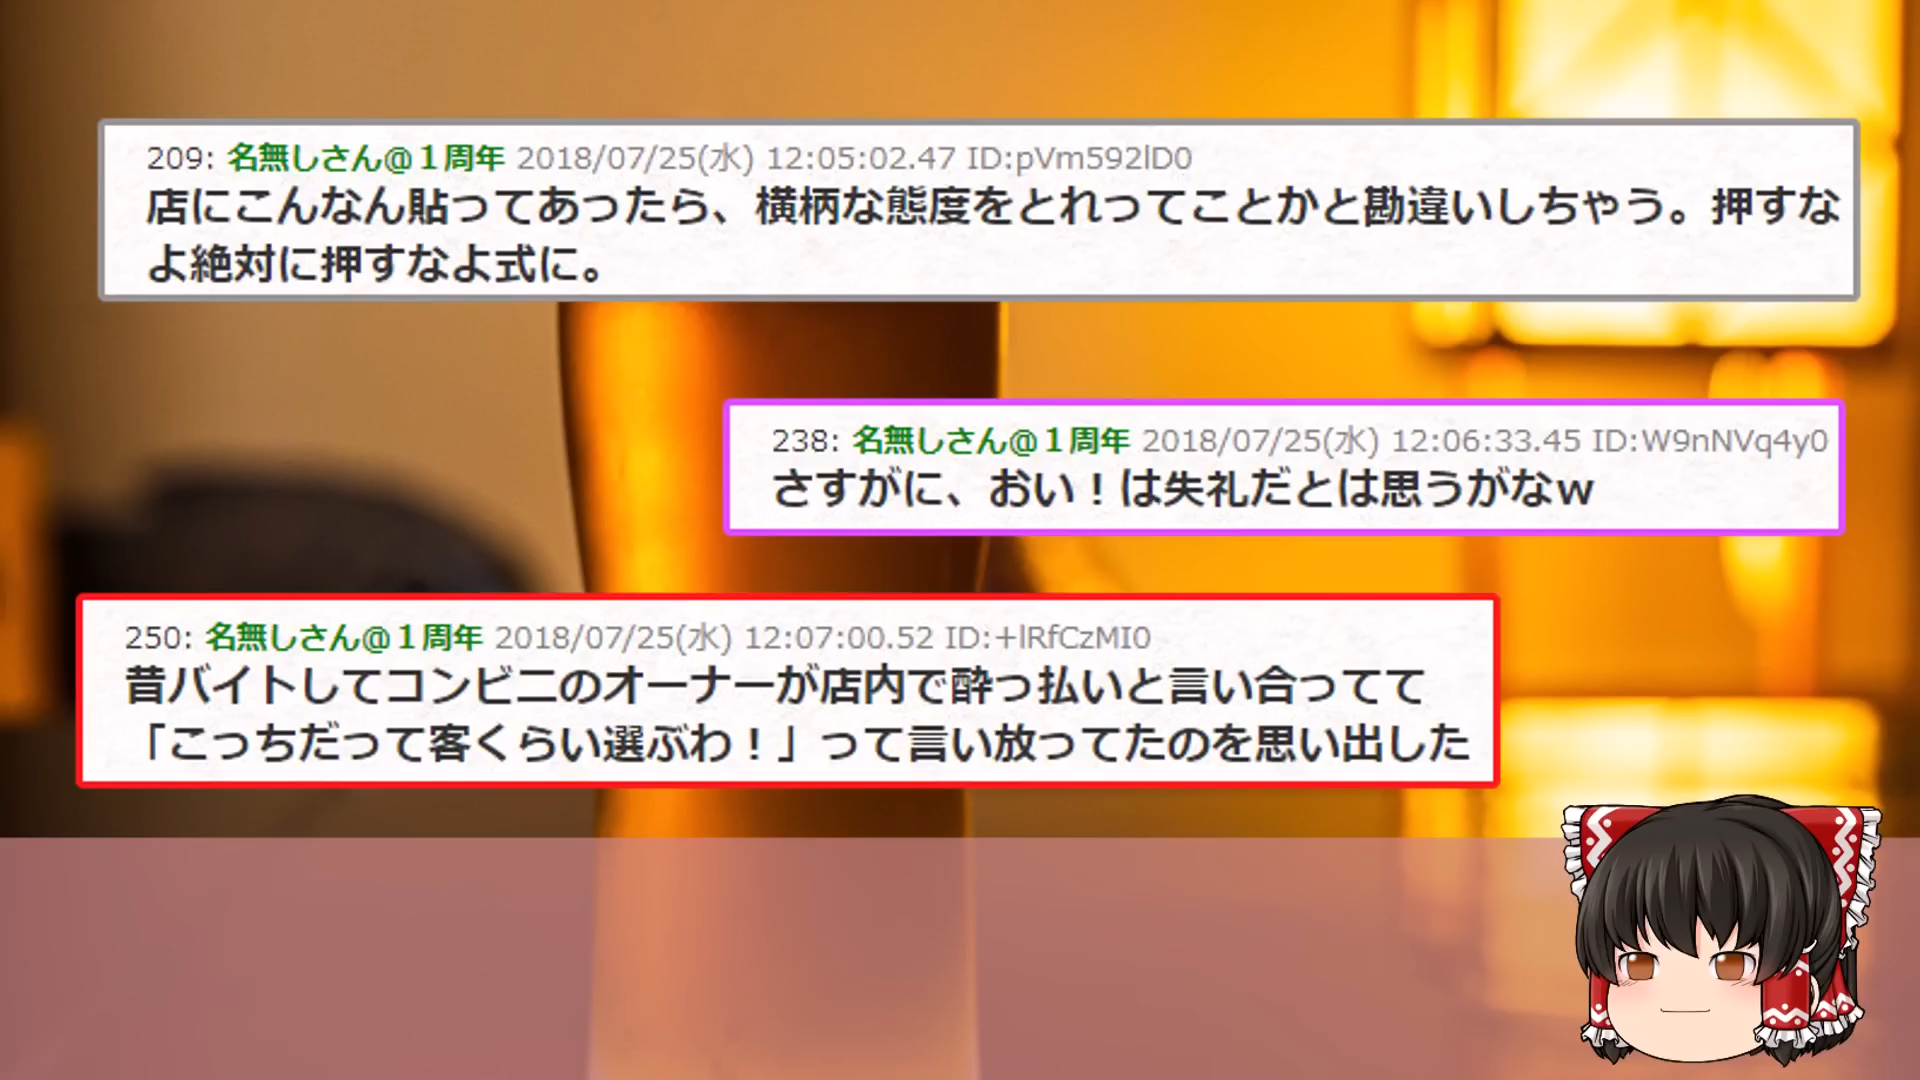 209: 名無しさん@１周年 2018/07/25(水) 12:05:02.47 ID:pVm592lD0
店にこんなん貼ってあったら、横柄な態度をとれってことかと勘違いしちゃう。押すな
よ絶対に押すなよ式に。
238: 名無しさん@１周年 2018/07/25(水) 12:06:33.45 ID:W9nNVq4y0
さすがに、おい！は失礼だとは思うがなｗ
250: 名無しさん@１周年 2018/07/25(水) 12:07:00.52 ID:+lRfCzMI0
昔バイトしてコンビニのオーナーが店内で酔っ払いと言い合ってて
「こっちだって客くらい選ぶわ！」って言い放ってたのを思い出した